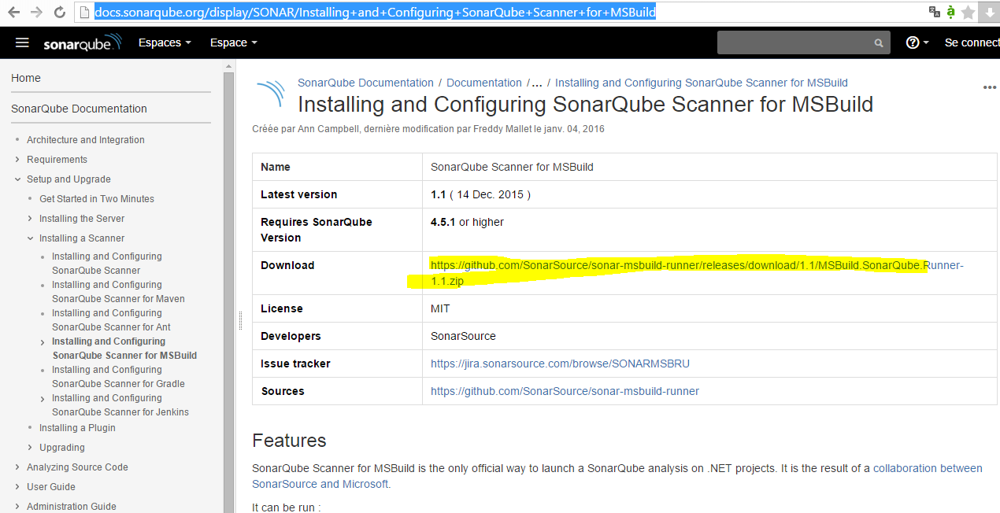 docs.sonarqube.org/display/SONAR/Installing+and+Configuring+SonarQube+Scanner+for+MSBuild
sonarqube Espaces Espace ? Se connect
Home
SonarQube Documentation
Architecture and Integration
Requirements
Setup and Upgrade
Get Started in Two Minutes
Installing the Server
Installing a Scanner
Installing and Configuring
SonarQube Scanner
Installing and Configuring
SonarQube Scanner for Maven
Installing and Configuring
SonarQube Scanner for Ant
Installing and Configuring
SonarQube Scanner for MSBuild
Installing and Configuring
SonarQube Scanner for Gradle
Installing and Configuring
SonarQube Scanner for Jenkins
Installing a Plugin
Upgrading
Analyzing Source Code
User Guide
Administration Guide
SonarQube Documentation / Documentation /... / Installing and Configuring SonarQube Scanner for MSBuild
Installing and Configuring SonarQube Scanner for MSBuild
Créée par Ann Campbell, dernière modification par Freddy Mallet le janv. 04, 2016
Name SonarQube Scanner for MSBuild
Latest version 1.1 ( 14 Dec. 2015 )
Requires SonarQube 4.5.1 or higher
Version
Download https://github.com/SonarSource/sonar-msbuild-runner/releases/download/1.1/MSBuild.SonarQube.Runner-
1.1.zip
License MIT
Developers SonarSource
Issue tracker https://jira.sonarsource.com/browse/SONARMSBRU
Sources https://github.com/SonarSource/sonar-msbuild-runner
Features
SonarQube Scanner for MSBuild is the only official way to launch a SonarQube analysis on .NET projects. It is the result of a collaboration between
SonarSource and Microsoft.
It can be run :